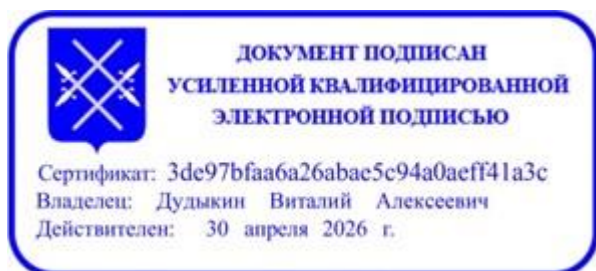 ДОКУМЕНТ ПОДПИСАН
УСИЛЕННОЙ КВАЛИФИЦИРОВАННОЙ
ЭЛЕКТРОННОЙ ПОДПИСЬЮ
Сертификат: 3de97bfaa6a26abae5c94a0aeff41a3c
Владелец: Дудыкин Виталий Алексеевич
Действителен: 30 апреля 2026 г.